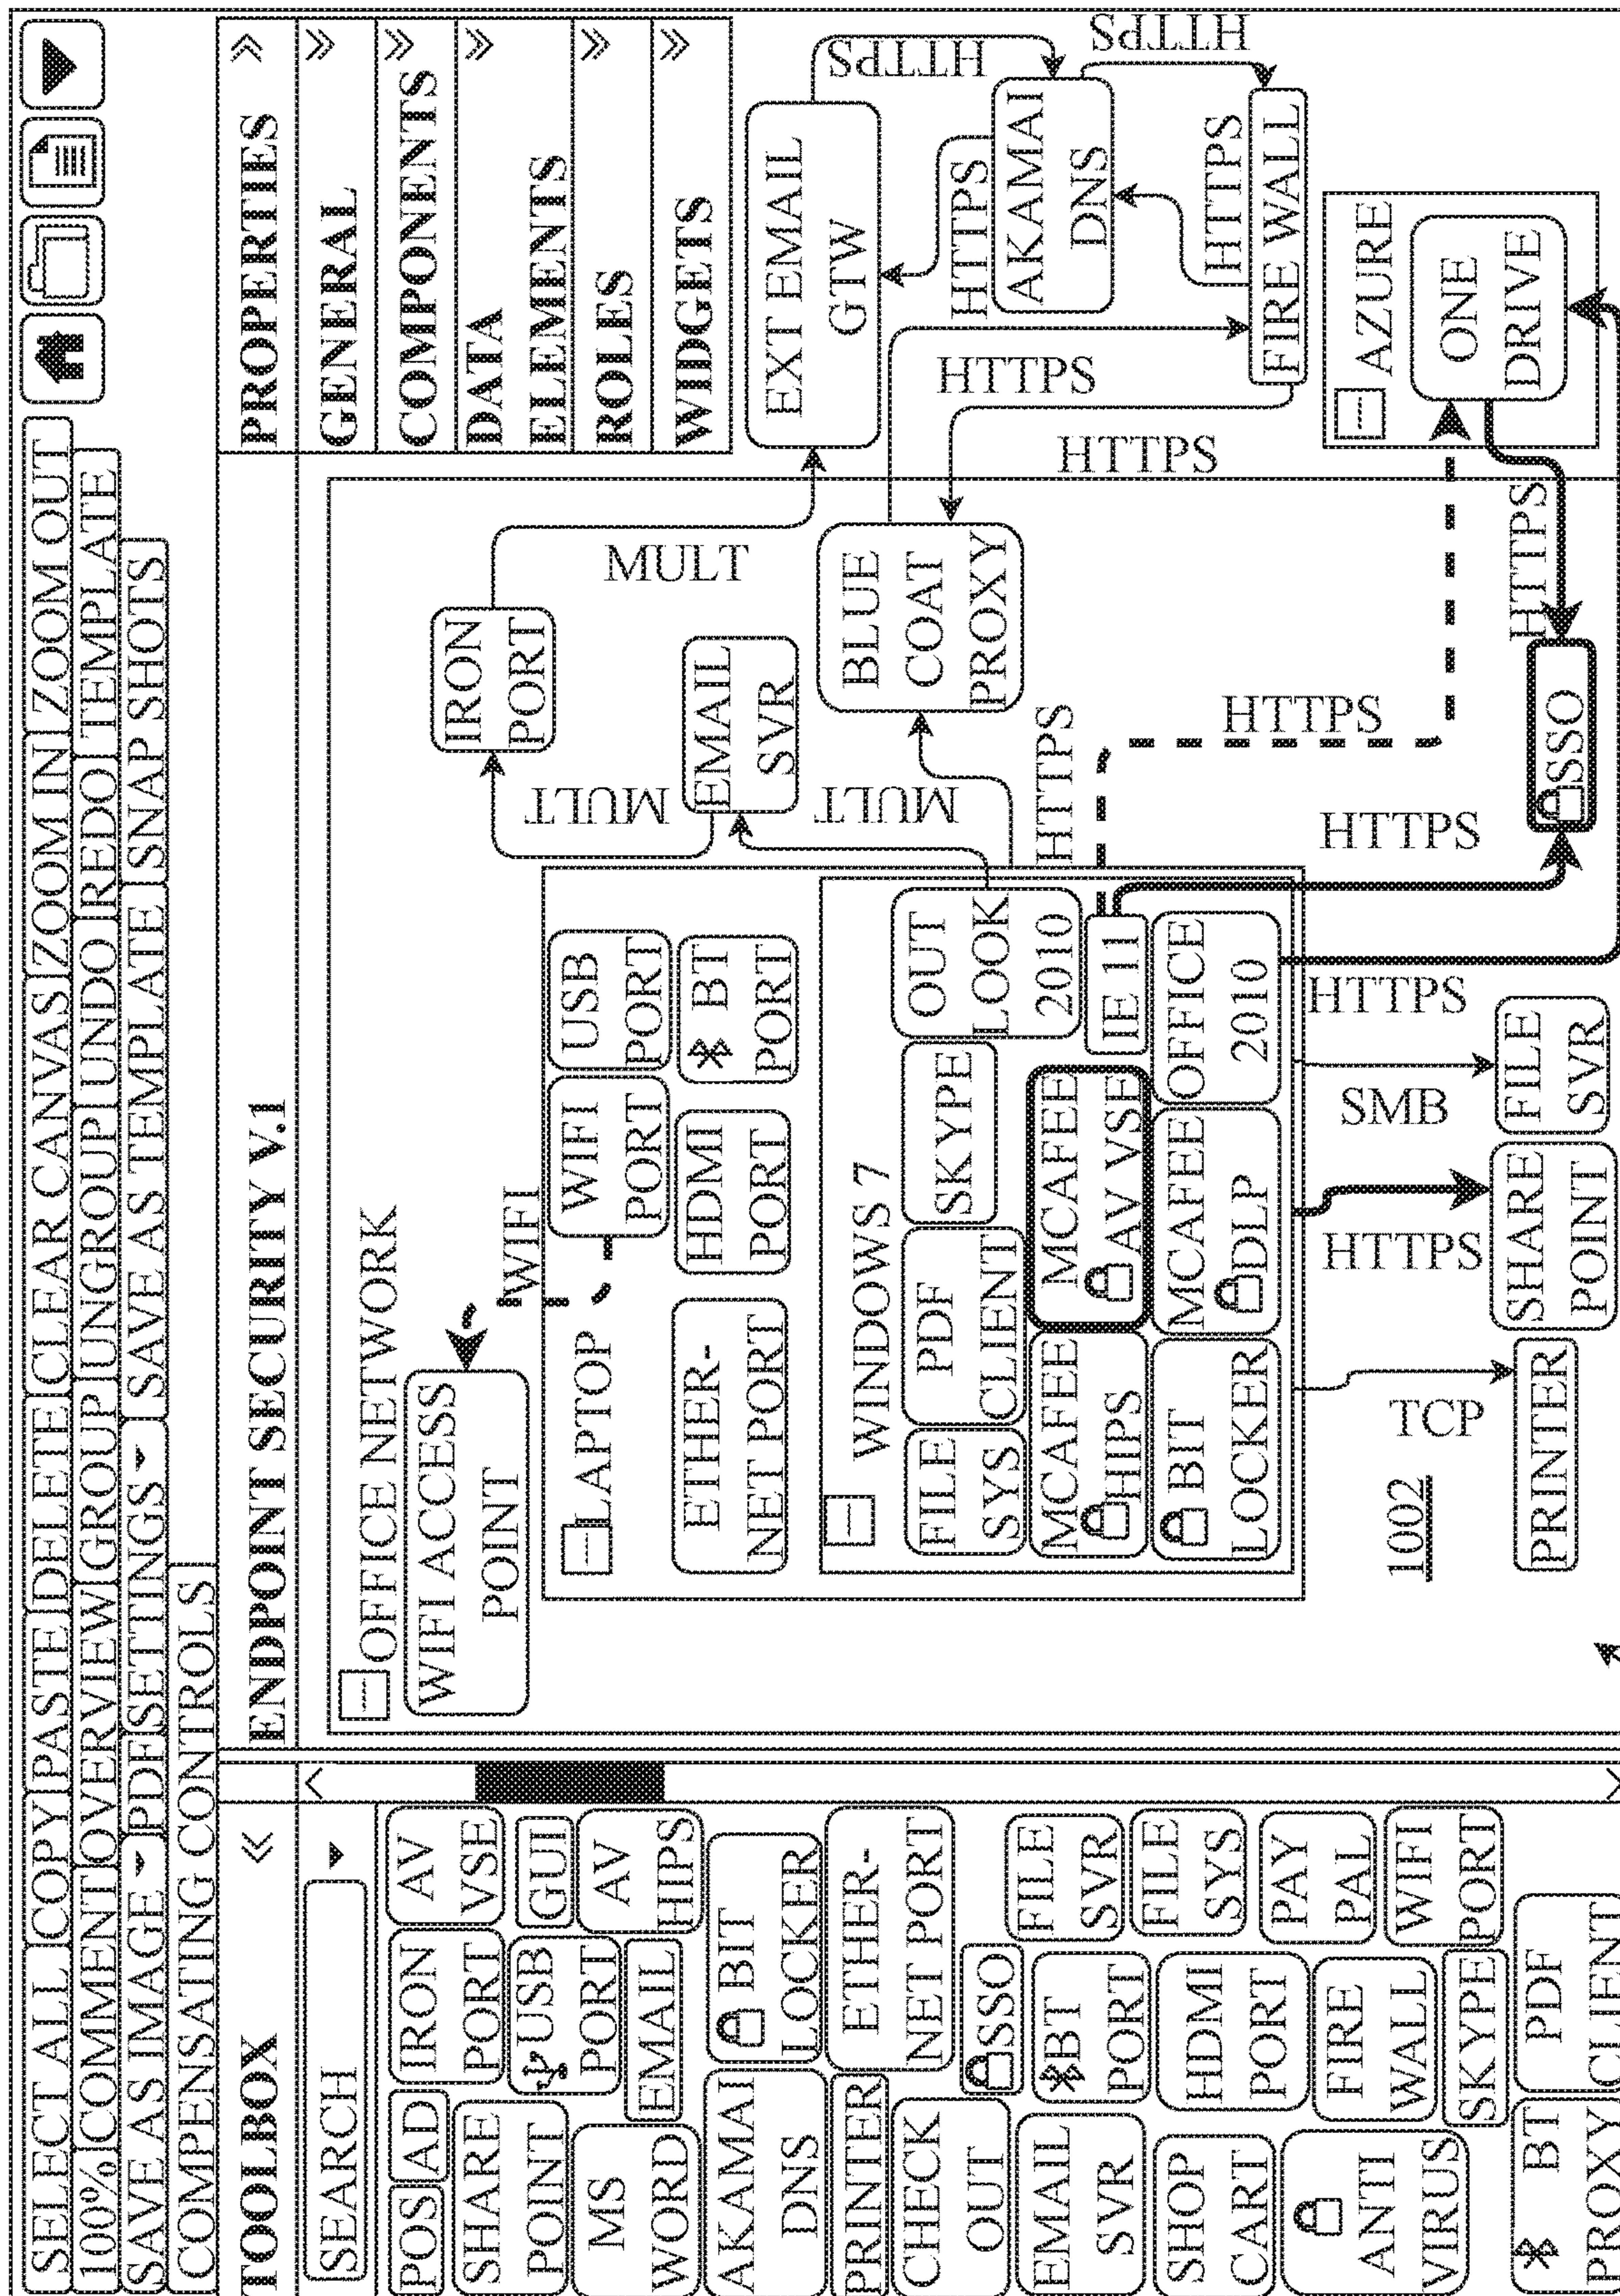 SELECT ALL COPY PASTE DELETE CLEAR CANVAS ZOOM IN ZOOM OUT
100% COMMENT OVERVIEW GROUP UNGROUP UNDO REDO TEMPLATE
SAVE AS IMAGE PDF SETTINGS SAVE AS TEMPLATE SNAP SHOTS
COMPENSATING CONTROLS
TOOLBOX
SEARCH
POS
AD
IRON
PORT
AV
VSE
SHARE
POINT
USB
PORT
GUI
MS
WORD
EMAIL
AV
HIPS
AKAMAI
DNS
BIT
LOCKER
PRINTER
ETHER-
NET PORT
CHECK
OUT
SSO
FILE
SVR
EMAIL
SVR
BT
PORT
FILE
SYS
SHOP
CART
HDMI
PORT
PAY
PAL
ANTI
VIRUS
FIRE
WALL
WIFI
PORT
SKYPE
BT
PROXY
PDF
CLIENT
ENDPOINT SECURITY V.1
OFFICE NETWORK
WIFI ACCESS
POINT
WIFI
LAPTOP
WIFI
PORT
USB
PORT
ETHER-
NET PORT
HDMI
PORT
BT
PORT
WINDOWS 7
FILE
SYS
PDF
CLIENT
SKYPE
OUT
LOOK
2010
MCAFEE
HIPS
MCAFEE
AV VSE
IE 11
BIT
LOCKER
MCAFEE
DLP
OFFICE
2010
IRON
PORT
MULT
MULT
EMAIL
SVR
MULT
BLUE
COAT
PROXY
HTTPS
HTTPS
HTTPS
HTTPS
HTTPS
HTTPS
SSO
HTTPS
SMB
HTTPS
TCP
1002
PRINTER
SHARE
POINT
FILE
SVR
PROPERTIES
GENERAL
COMPONENTS
DATA
ELEMENTS
ROLES
WIDGETS
EXT EMAIL
GTW
HTTPS
HTTPS
AKAMAI
DNS
HTTPS
HTTPS
FIRE WALL
AZURE
ONE
DRIVE